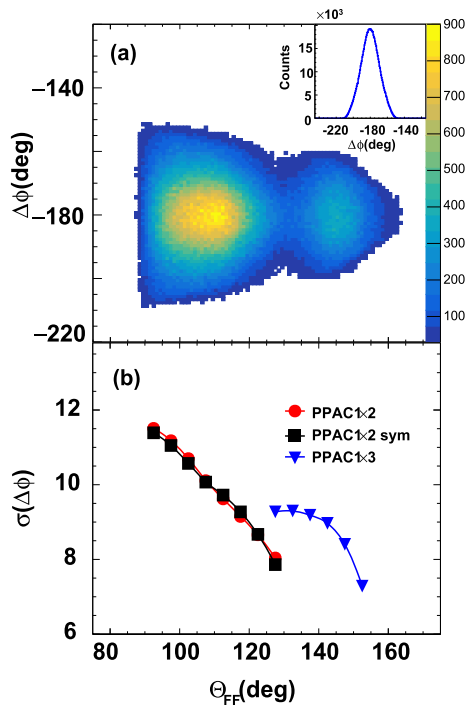 (a)
×10³
15
10
5
0
Counts
-220 -180 -140
Δϕ(deg)
−140
−180
−220
Δϕ(deg)
900
800
700
600
500
400
300
200
100
(b)
PPAC1×2
PPAC1×2 sym
PPAC1×3
12
10
8
6
σ(Δϕ)
80 100 120 140 160
Θ_FF(deg)